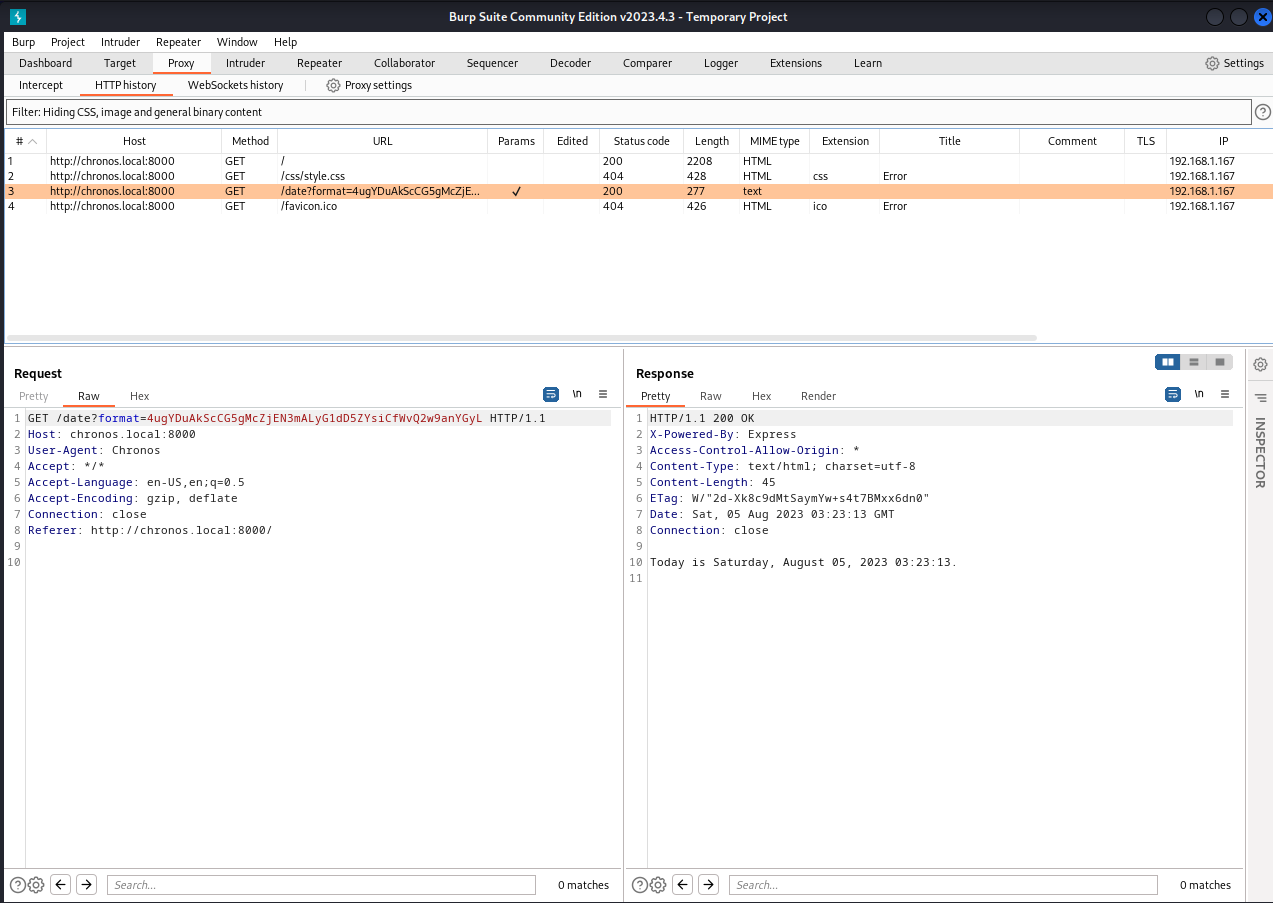 Burp Suite Community Edition v2023.4.3 - Temporary Project
Burp Project Intruder Repeater Window Help
Dashboard Target Proxy Intruder Repeater Collaborator Sequencer Decoder Comparer Logger Extensions Learn Settings
Intercept HTTP history WebSockets history Proxy settings
Filter: Hiding CSS, image and general binary content ?
# Host Method URL Params Edited Status code Length MIME type Extension Title Comment TLS IP
1 http://chronos.local:8000 GET / 200 2208 HTML 192.168.1.167
2 http://chronos.local:8000 GET /css/style.css 404 428 HTML css Error 192.168.1.167
3 http://chronos.local:8000 GET /date?format=4ugYDuAkScCG5gMcZjE... ✓ 200 277 text 192.168.1.167
4 http://chronos.local:8000 GET /favicon.ico 404 426 HTML ico Error 192.168.1.167
Request
Pretty Raw Hex \n
1 GET /date?format=4ugYDuAkScCG5gMcZjEN3mALyG1dD5ZYsiCfWvQ2w9anYGyL HTTP/1.1
2 Host: chronos.local:8000
3 User-Agent: Chronos
4 Accept: */*
5 Accept-Language: en-US,en;q=0.5
6 Accept-Encoding: gzip, deflate
7 Connection: close
8 Referer: http://chronos.local:8000/
9
10
? Search... 0 matches
Response
Pretty Raw Hex Render \n
1 HTTP/1.1 200 OK
2 X-Powered-By: Express
3 Access-Control-Allow-Origin: *
4 Content-Type: text/html; charset=utf-8
5 Content-Length: 45
6 ETag: W/"2d-Xk8c9dMtSaymYw+s4t7BMxx6dn0"
7 Date: Sat, 05 Aug 2023 03:23:13 GMT
8 Connection: close
9
10 Today is Saturday, August 05, 2023 03:23:13.
11
? Search... 0 matches
INSPECTOR